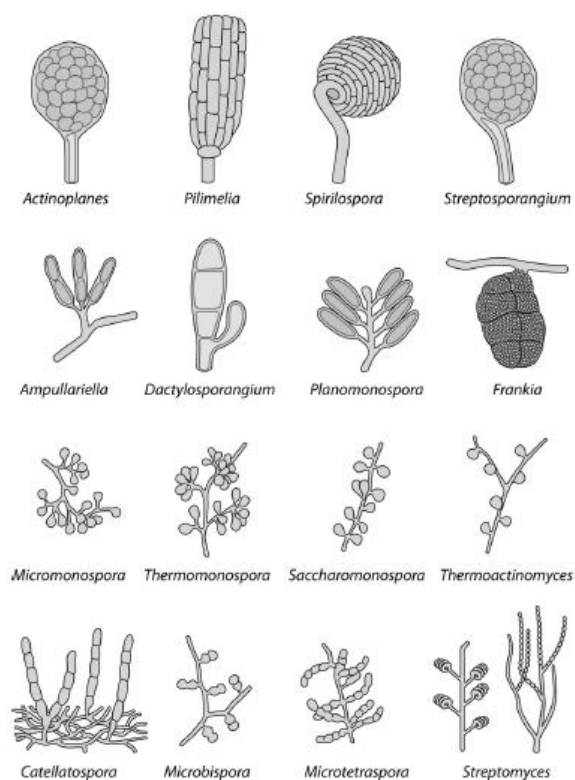 Actinoplanes
Pilimelia
Spirilospora
Streptosporangium
Ampullariella
Dactylosporangium
Planomonospora
Frankia
Micromonospora
Thermomonospora
Saccharomonospora
Thermoactinomyces
Catellatospora
Microbispora
Microtetraspora
Streptomyces